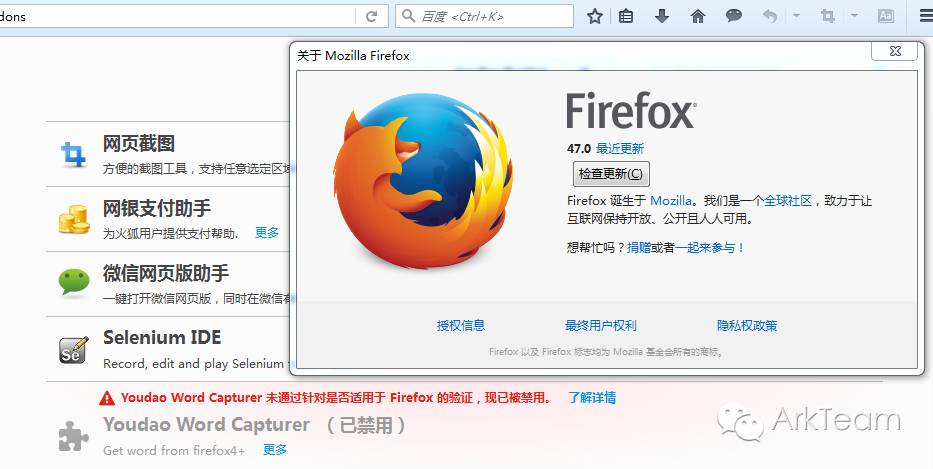 dons
百度 <Ctrl+K>
关于 Mozilla Firefox
Firefox
47.0 最近更新
检查更新(C)
Firefox 诞生于 Mozilla。我们是一个全球社区，致力于让
互联网保持开放、公开且人人可用。
想帮忙吗？捐赠或者一起来参与！
授权信息 最终用户权利 隐私权政策
Firefox 以及 Firefox 标志均为 Mozilla 基金会所有的商标。
网页截图
方便的截图工具，支持任意选定区域
网银支付助手
为火狐用户提供支付帮助. 更多
微信网页版助手
一键打开微信网页版，同时在微信有
Se
Selenium IDE
Record, edit and play Selenium
Youdao Word Capturer 未通过针对是否适用于 Firefox 的验证，现已被禁用。 了解详情
Youdao Word Capturer （已禁用）
Get word from firefox4+ 更多
ArkTeam